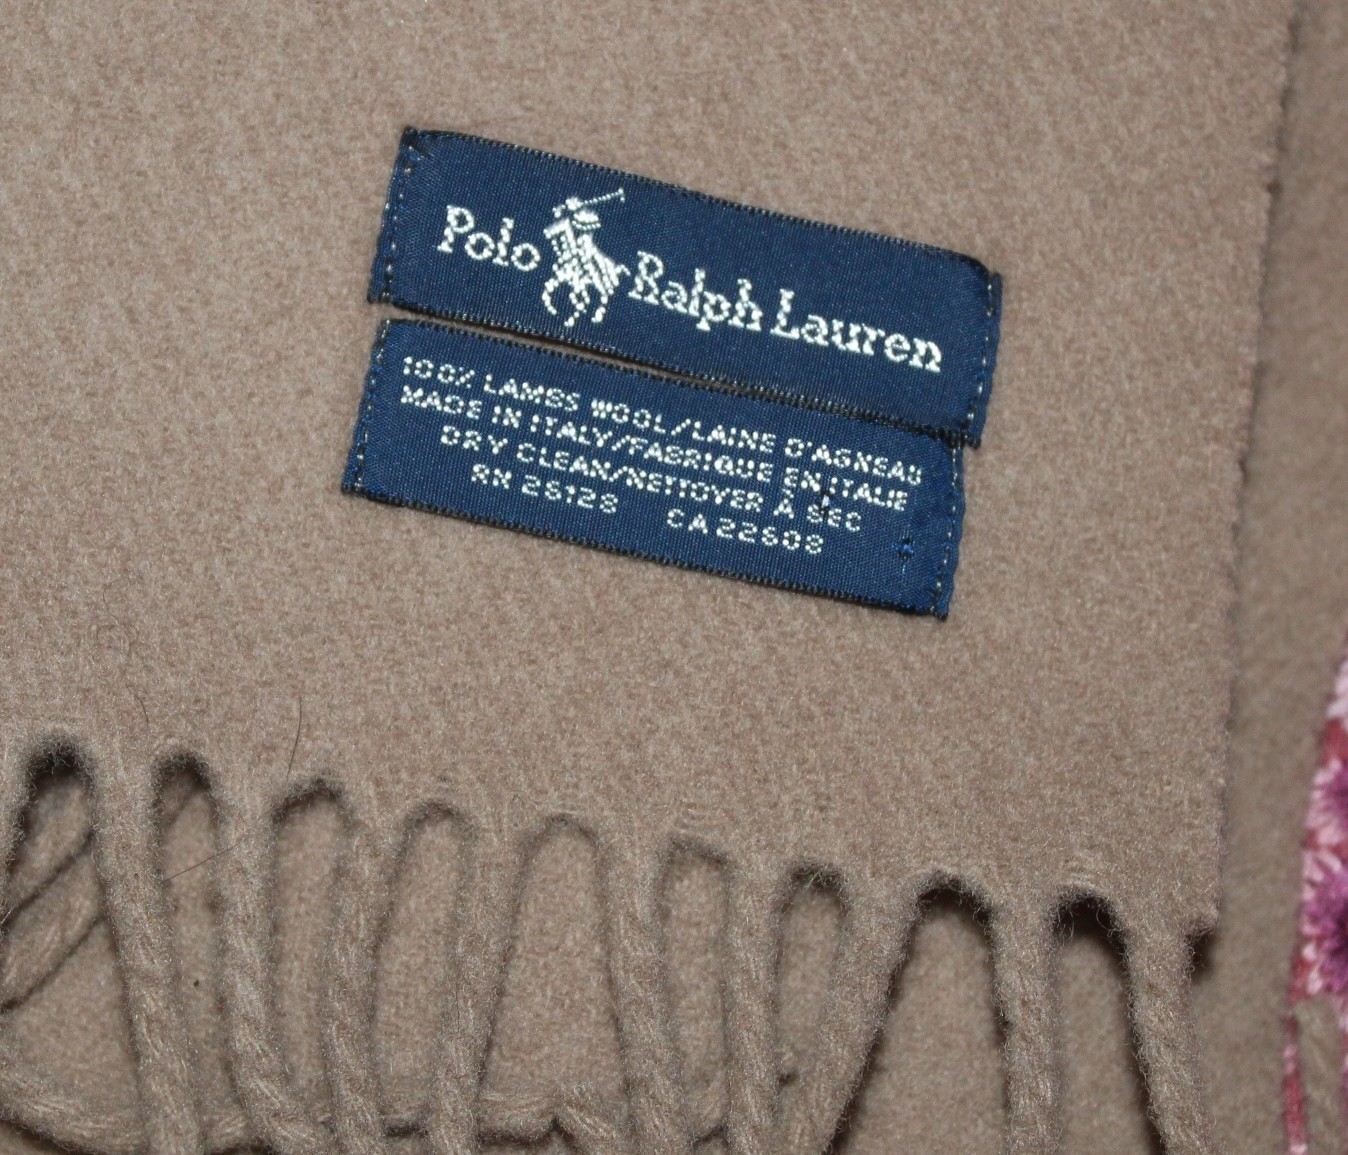 Polo Ralph Lauren
100% LAMBS WOOL/LAINE D'AGNEAU
MADE IN ITALY/FABRIQUE EN ITALIE
DRY CLEAN/NETTOYER À SEC
RN 26128 CA 22608